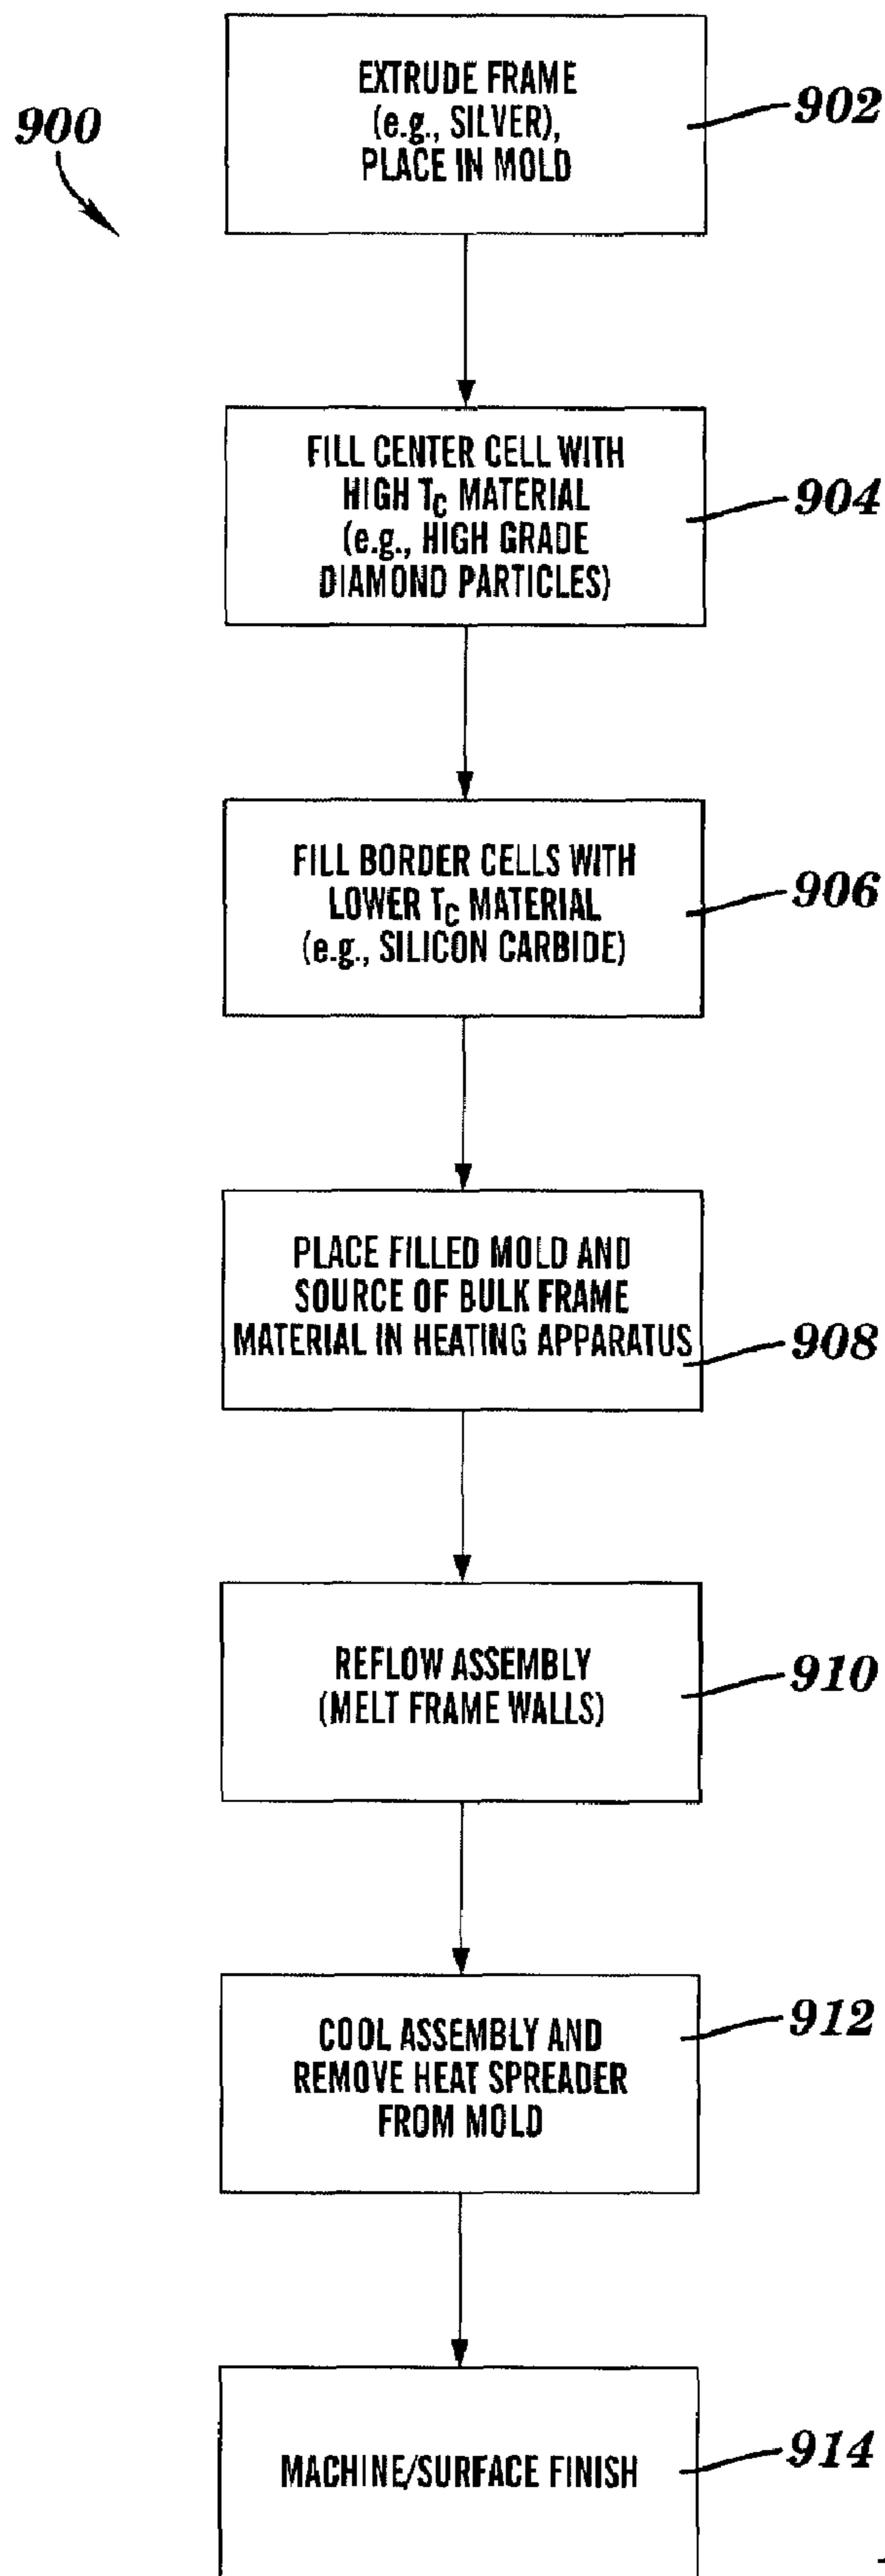 900
EXTRUDE FRAME
(e.g., SILVER),
PLACE IN MOLD
902
FILL CENTER CELL WITH
HIGH TC MATERIAL
(e.g., HIGH GRADE
DIAMOND PARTICLES)
904
FILL BORDER CELLS WITH
LOWER TC MATERIAL
(e.g., SILICON CARBIDE)
906
PLACE FILLED MOLD AND
SOURCE OF BULK FRAME
MATERIAL IN HEATING APPARATUS
908
REFLOW ASSEMBLY
(MELT FRAME WALLS)
910
COOL ASSEMBLY AND
REMOVE HEAT SPREADER
FROM MOLD
912
MACHINE/SURFACE FINISH
914